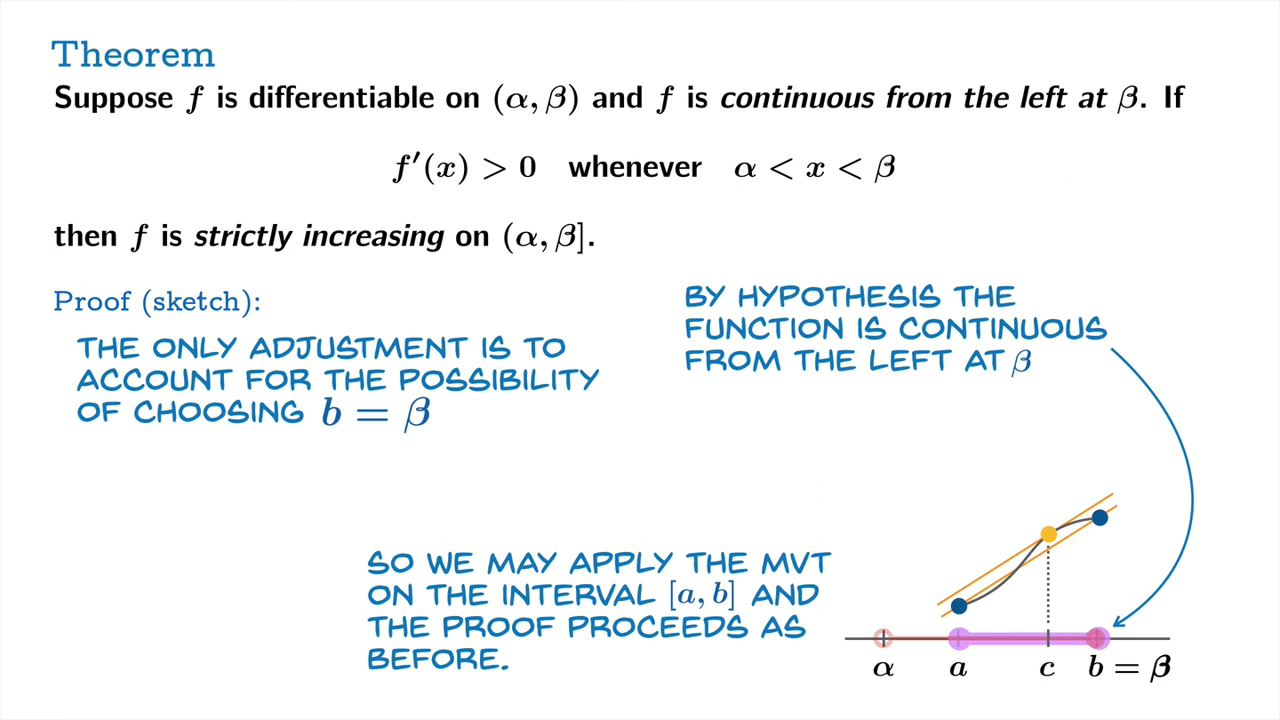 Theorem
Suppose f is differentiable on (α, β) and f is continuous from the left at β. If
f′(x) > 0 whenever α < x < β
then f is strictly increasing on (α, β].
Proof (sketch):
THE ONLY ADJUSTMENT IS TO
ACCOUNT FOR THE POSSIBILITY
OF CHOOSING b = β
BY HYPOTHESIS THE
FUNCTION IS CONTINUOUS
FROM THE LEFT AT β
SO WE MAY APPLY THE MVT
ON THE INTERVAL [a, b] AND
THE PROOF PROCEEDS AS
BEFORE.
α a c b = β